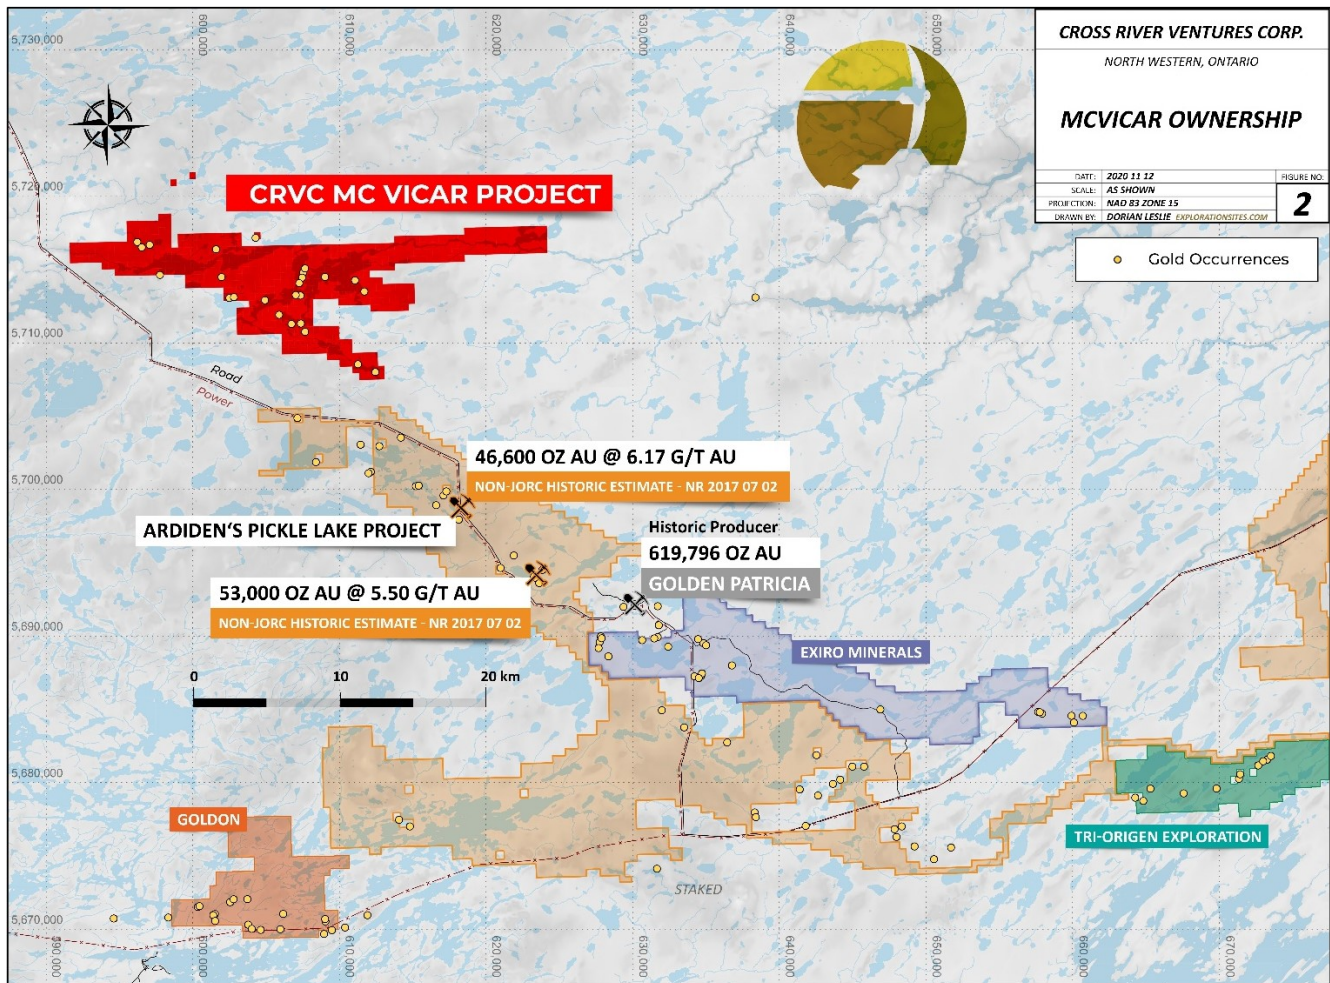 CROSS RIVER VENTURES CORP.
NORTH WESTERN, ONTARIO
MCVICAR OWNERSHIP
DATE: 2020 11 12
SCALE: AS SHOWN
PROJECTION: NAD 83 ZONE 15
DRAWN BY: DORIAN LESLIE EXPLORATIONSITES.COM
FIGURE NO:
2
Gold Occurrences
600,000
610,000
620,000
630,000
640,000
650,000
5,730,000
5,720,000
CRVC MC VICAR PROJECT
5,710,000
Road
Power
5,700,000
46,600 OZ AU @ 6.17 G/T AU
NON-JORC HISTORIC ESTIMATE - NR 2017 07 02
ARDIDEN'S PICKLE LAKE PROJECT
Historic Producer
619,796 OZ AU
GOLDEN PATRICIA
53,000 OZ AU @ 5.50 G/T AU
NON-JORC HISTORIC ESTIMATE - NR 2017 07 02
5,690,000
EXIRO MINERALS
0 10 20 km
5,680,000
GOLDON
TRI-ORIGEN EXPLORATION
STAKED
5,670,000
600,000
610,000
620,000
630,000
640,000
650,000
660,000
670,000